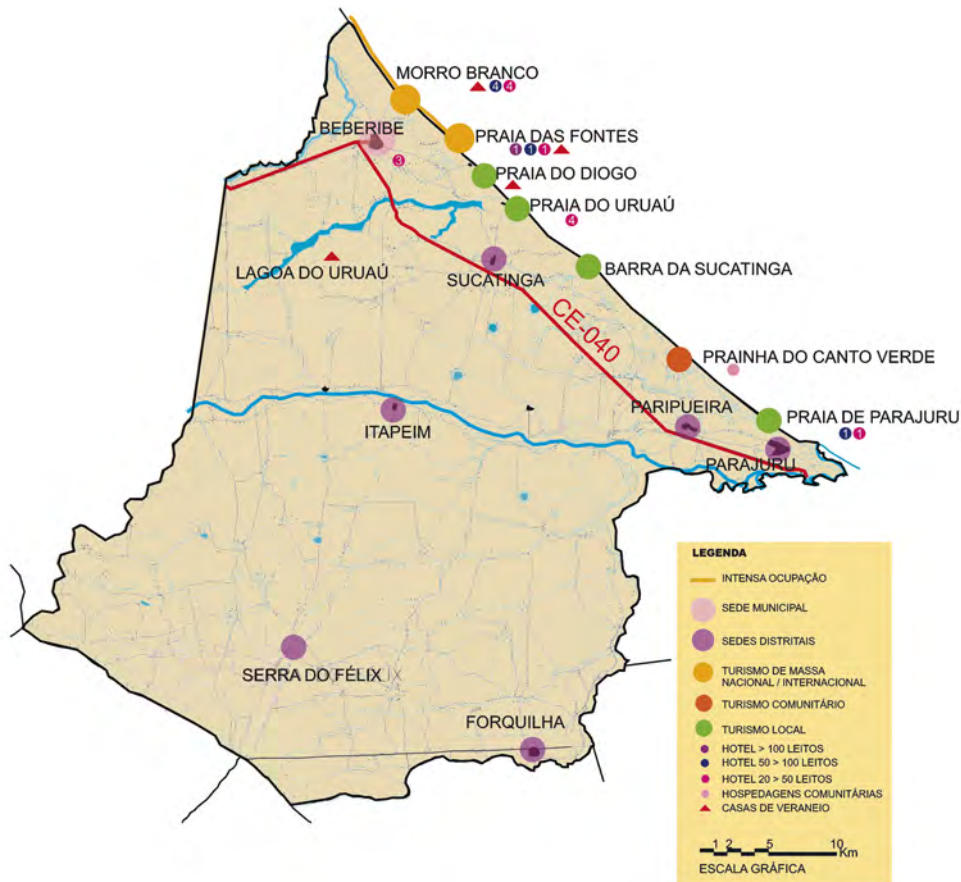 MORRO BRANCO
4 4
BEBERIBE
3
PRAIA DAS FONTES
1 1 1
PRAIA DO DIOGO
PRAIA DO URUAÚ
4
LAGOA DO URUAÚ
SUCATINGA
BARRA DA SUCATINGA
CE-040
PRAINHA DO CANTO VERDE
PARIPUEIRA
PRAIA DE PARAJURU
1 1
ITAPEIM
PARAJURU
SERRA DO FÉLIX
FORQUILHA
LEGENDA
INTENSA OCUPAÇÃO
SEDE MUNICIPAL
SEDES DISTRITAIS
TURISMO DE MASSA
NACIONAL / INTERNACIONAL
TURISMO COMUNITÁRIO
TURISMO LOCAL
HOTEL > 100 LEITOS
HOTEL 50 > 100 LEITOS
HOTEL 20 > 50 LEITOS
HOSPEDAGENS COMUNITÁRIAS
CASAS DE VERANEIO
1 2 5 10
Km
ESCALA GRÁFICA